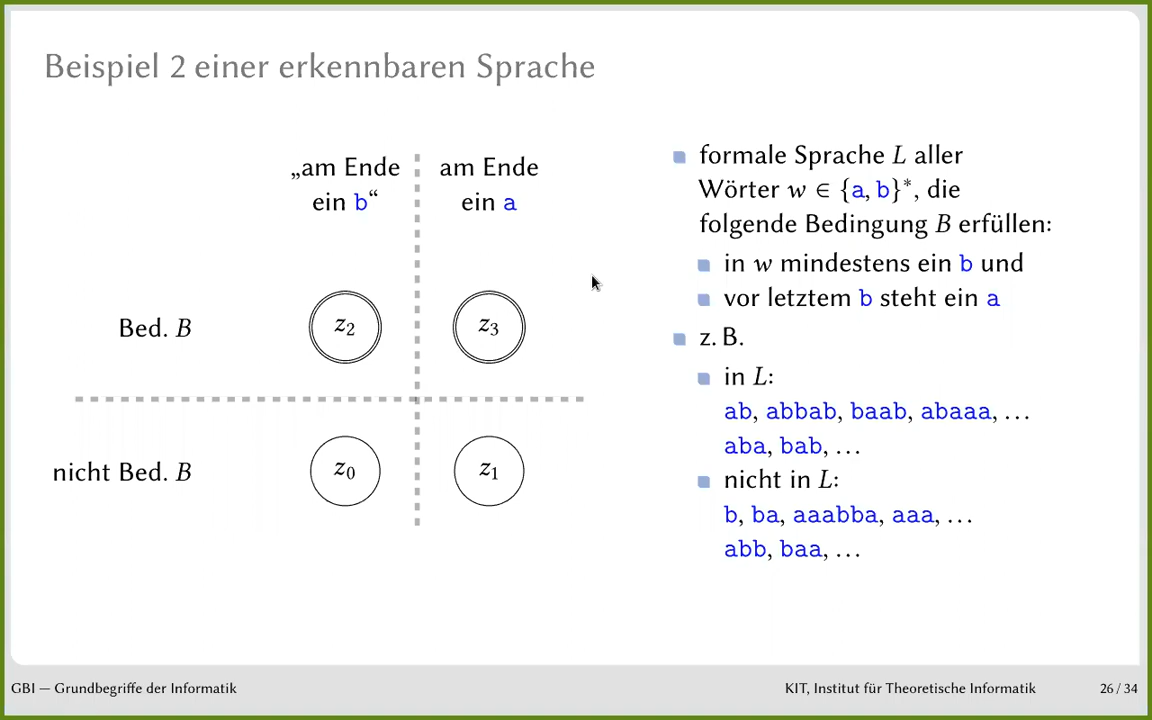 Beispiel 2 einer erkennbaren Sprache
„am Ende
ein b“
am Ende
ein a
Bed. B
z2
z3
nicht Bed. B
z0
z1
formale Sprache L aller
Wörter w ∈ {a, b}*, die
folgende Bedingung B erfüllen:
in w mindestens ein b und
vor letztem b steht ein a
z. B.
in L:
ab, abbab, baab, abaaa, …
aba, bab, …
nicht in L:
b, ba, aaabba, aaa, …
abb, baa, …
GBI — Grundbegriffe der Informatik
KIT, Institut für Theoretische Informatik
26 / 34